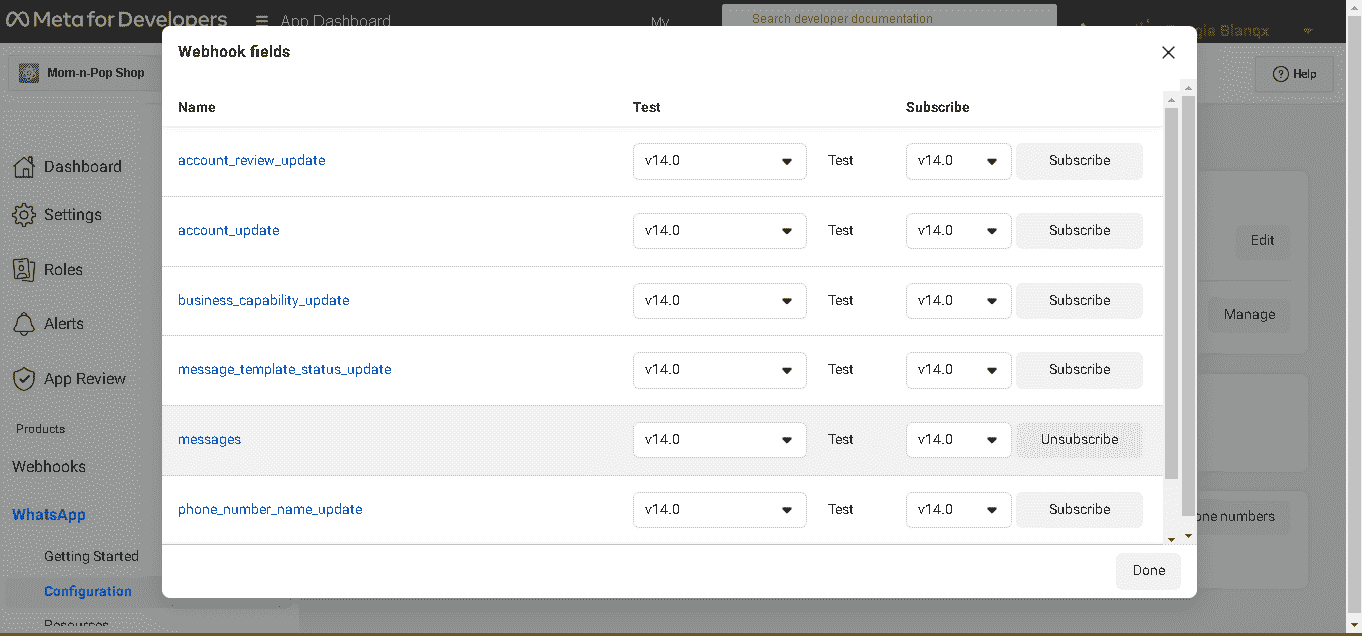 Meta for Developers
App Dashboard
My
Search developer documentation
Blanqx
Mom-n-Pop Shop
Help
Webhook fields
Name Test Subscribe
account_review_update v14.0 Test v14.0 Subscribe
account_update v14.0 Test v14.0 Subscribe
business_capability_update v14.0 Test v14.0 Subscribe
message_template_status_update v14.0 Test v14.0 Subscribe
messages v14.0 Test v14.0 Unsubscribe
phone_number_name_update v14.0 Test v14.0 Subscribe
Done
Dashboard
Settings
Roles
Alerts
App Review
Products
Webhooks
WhatsApp
Getting Started
Configuration
Resources
Edit
Manage
one numbers